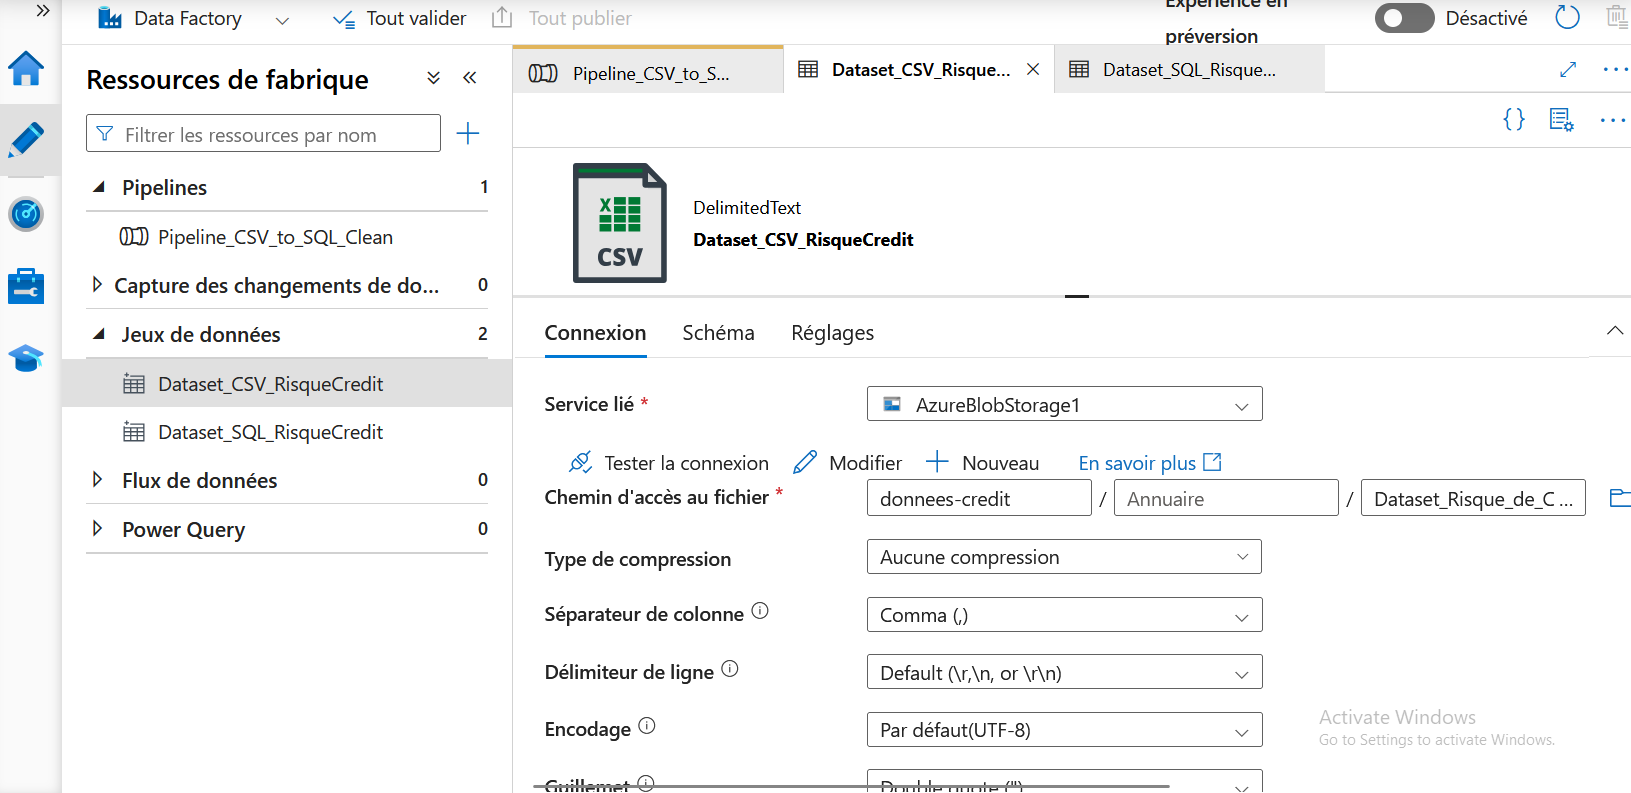 Data Factory
Tout valider
Tout publier
Expérience en
préversion
Désactivé
Ressources de fabrique
Filtrer les ressources par nom
Pipelines 1
Pipeline_CSV_to_SQL_Clean
Capture des changements de do... 0
Jeux de données 2
Dataset_CSV_RisqueCredit
Dataset_SQL_RisqueCredit
Flux de données 0
Power Query 0
Pipeline_CSV_to_S...
Dataset_CSV_Risque...
Dataset_SQL_Risque...
{}
X
CSV
DelimitedText
Dataset_CSV_RisqueCredit
Connexion Schéma Réglages
Service lié * AzureBlobStorage1
Tester la connexion Modifier Nouveau En savoir plus
Chemin d'accès au fichier * donnees-credit / Annuaire / Dataset_Risque_de_C ...
Type de compression Aucune compression
Séparateur de colonne Comma (,)
Délimiteur de ligne Default (\r,\n, or \r\n)
Encodage Par défaut(UTF-8)
Guillemet Double quote (")
Activate Windows
Go to Settings to activate Windows.